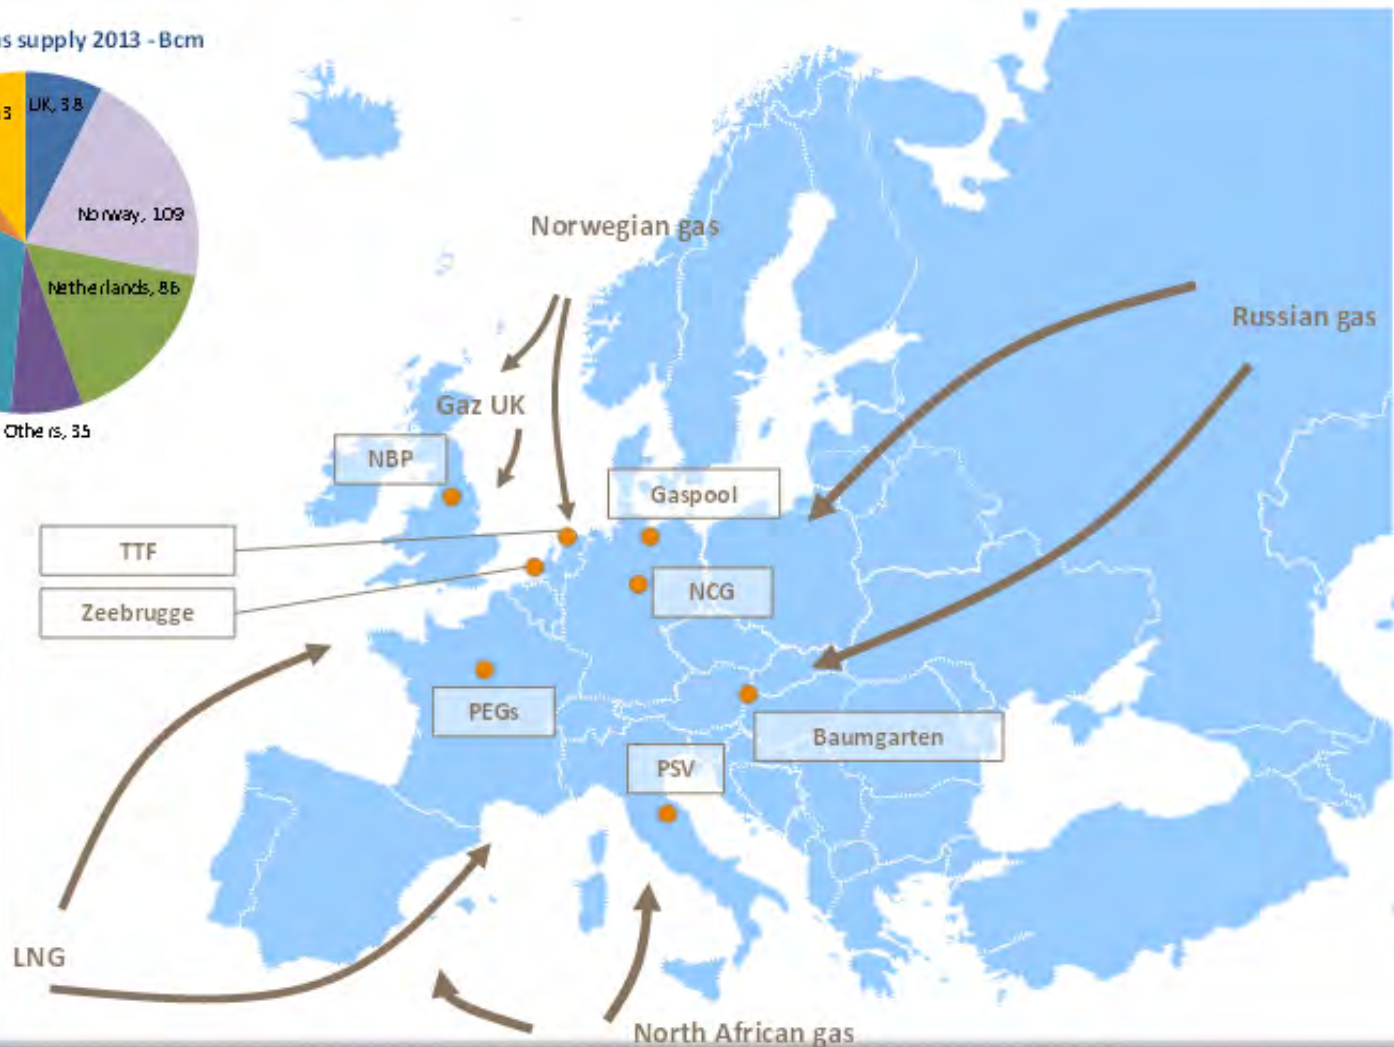 s supply 2013 - Bcm
3
UK, 38
Norway, 109
Netherlands, 86
Others, 35
Norwegian gas
Russian gas
Gaz UK
NBP
Gaspool
TTF
NCG
Zeebrugge
PEGs
Baumgarten
PSV
LNG
North African gas